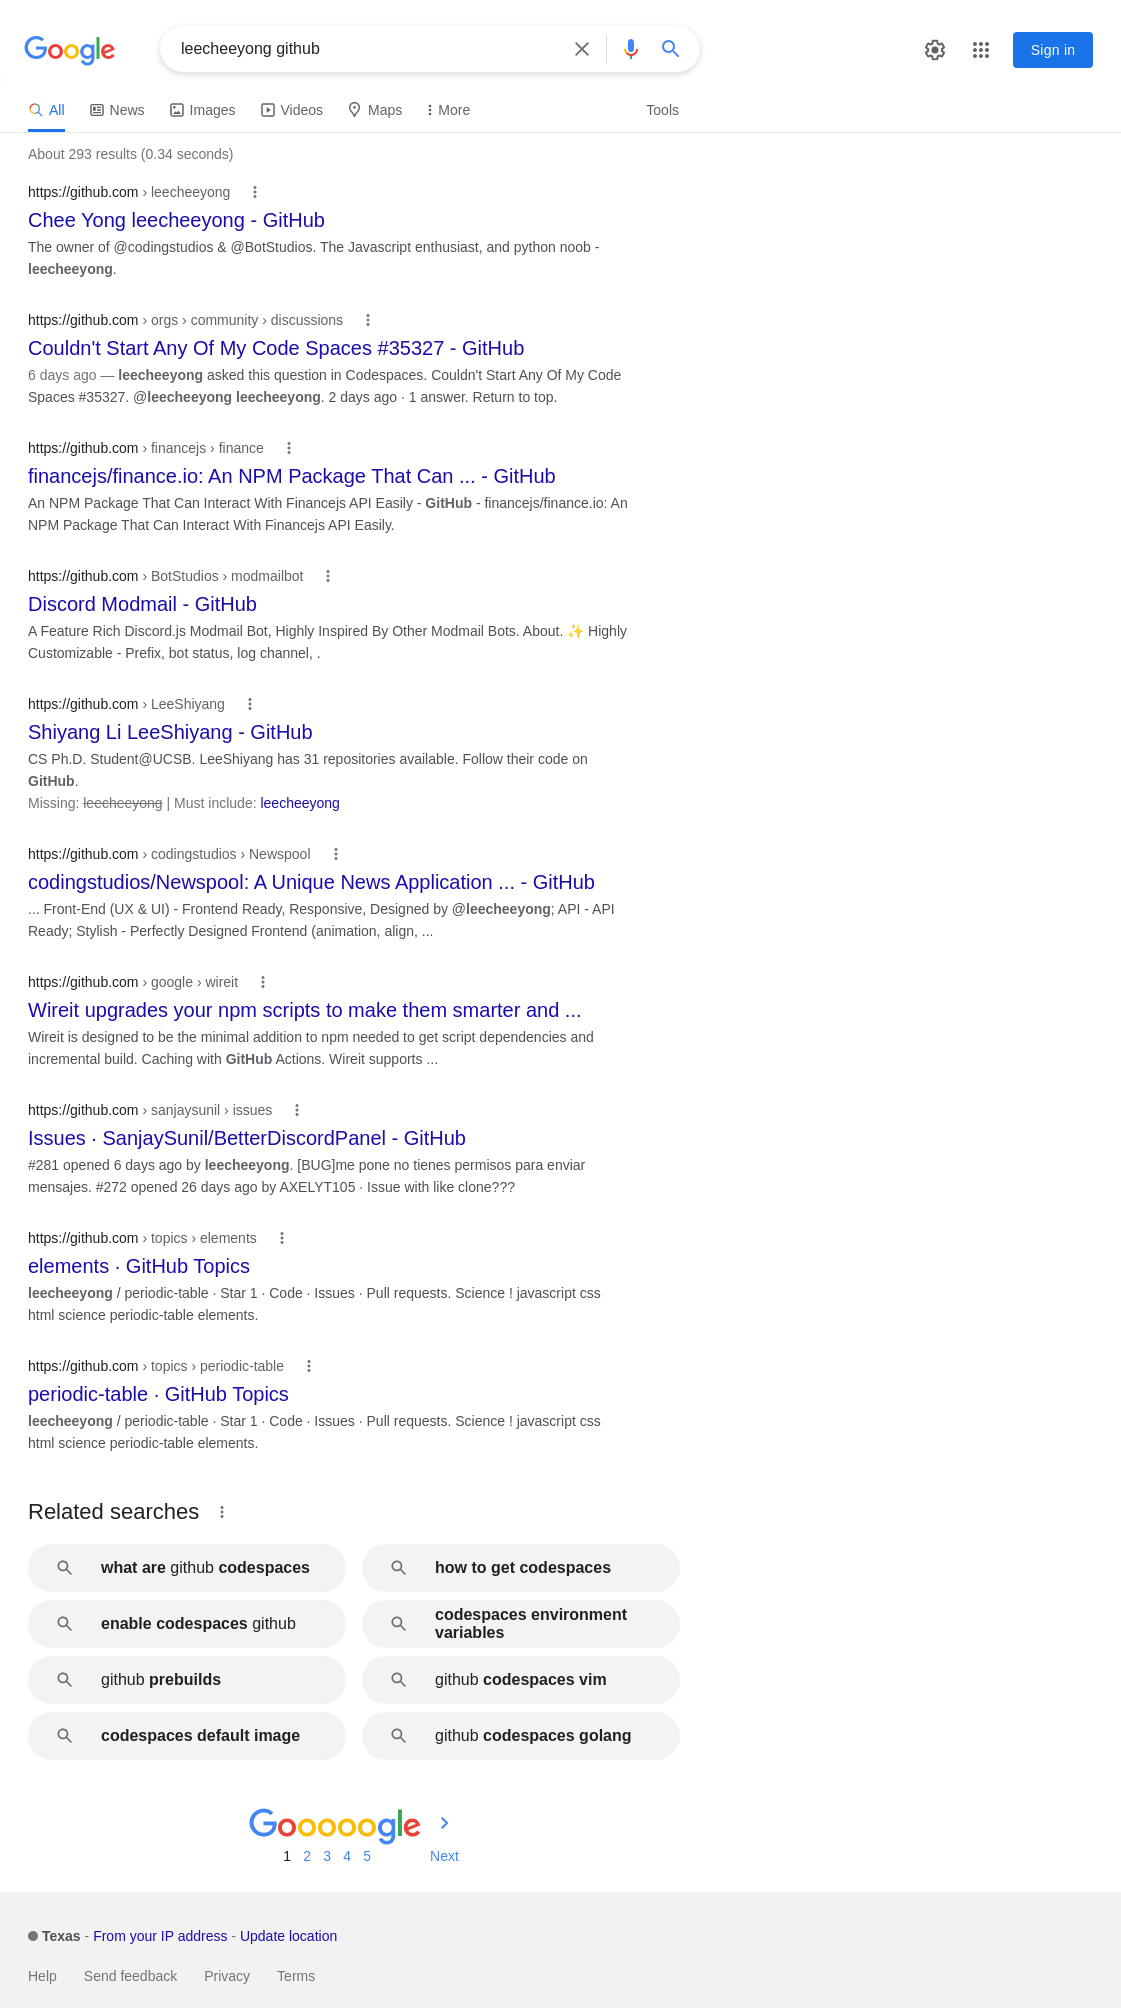 Google
leecheeyong github
Sign in
All
News
Images
Videos
Maps
More
Tools
About 293 results (0.34 seconds)
https://github.com › leecheeyong
Chee Yong leecheeyong - GitHub
The owner of @codingstudios & @BotStudios. The Javascript enthusiast, and python noob -
leecheeyong.
https://github.com › orgs › community › discussions
Couldn't Start Any Of My Code Spaces #35327 - GitHub
6 days ago — leecheeyong asked this question in Codespaces. Couldn't Start Any Of My Code
Spaces #35327. @leecheeyong leecheeyong. 2 days ago · 1 answer. Return to top.
https://github.com › financejs › finance
financejs/finance.io: An NPM Package That Can ... - GitHub
An NPM Package That Can Interact With Financejs API Easily - GitHub - financejs/finance.io: An
NPM Package That Can Interact With Financejs API Easily.
https://github.com › BotStudios › modmailbot
Discord Modmail - GitHub
A Feature Rich Discord.js Modmail Bot, Highly Inspired By Other Modmail Bots. About. ✨ Highly
Customizable - Prefix, bot status, log channel, .
https://github.com › LeeShiyang
Shiyang Li LeeShiyang - GitHub
CS Ph.D. Student@UCSB. LeeShiyang has 31 repositories available. Follow their code on
GitHub.
Missing: leecheeyong | Must include: leecheeyong
https://github.com › codingstudios › Newspool
codingstudios/Newspool: A Unique News Application ... - GitHub
... Front-End (UX & UI) - Frontend Ready, Responsive, Designed by @leecheeyong; API - API
Ready; Stylish - Perfectly Designed Frontend (animation, align, ...
https://github.com › google › wireit
Wireit upgrades your npm scripts to make them smarter and ...
Wireit is designed to be the minimal addition to npm needed to get script dependencies and
incremental build. Caching with GitHub Actions. Wireit supports ...
https://github.com › sanjaysunil › issues
Issues · SanjaySunil/BetterDiscordPanel - GitHub
#281 opened 6 days ago by leecheeyong. [BUG]me pone no tienes permisos para enviar
mensajes. #272 opened 26 days ago by AXELYT105 · Issue with like clone???
https://github.com › topics › elements
elements · GitHub Topics
leecheeyong / periodic-table · Star 1 · Code · Issues · Pull requests. Science ! javascript css
html science periodic-table elements.
https://github.com › topics › periodic-table
periodic-table · GitHub Topics
leecheeyong / periodic-table · Star 1 · Code · Issues · Pull requests. Science ! javascript css
html science periodic-table elements.
Related searches
what are github codespaces
how to get codespaces
enable codespaces github
codespaces environment
variables
github prebuilds
github codespaces vim
codespaces default image
github codespaces golang
Gooooogle
1 2 3 4 5 Next
Texas - From your IP address - Update location
Help Send feedback Privacy Terms